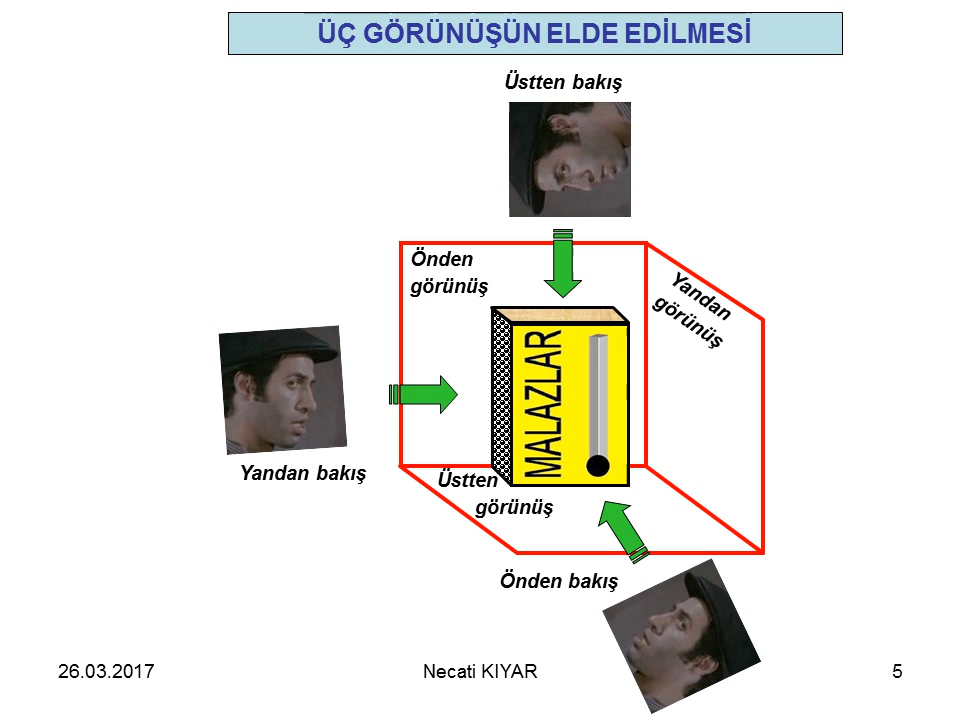 ÜÇ GÖRÜNÜŞÜN ELDE EDİLMESİ
Üstten bakış
Önden
görünüş
Yandan
görünüş
MALAZLAR
Yandan bakış
Üstten
görünüş
Önden bakış
26.03.2017
Necati KIYAR
5